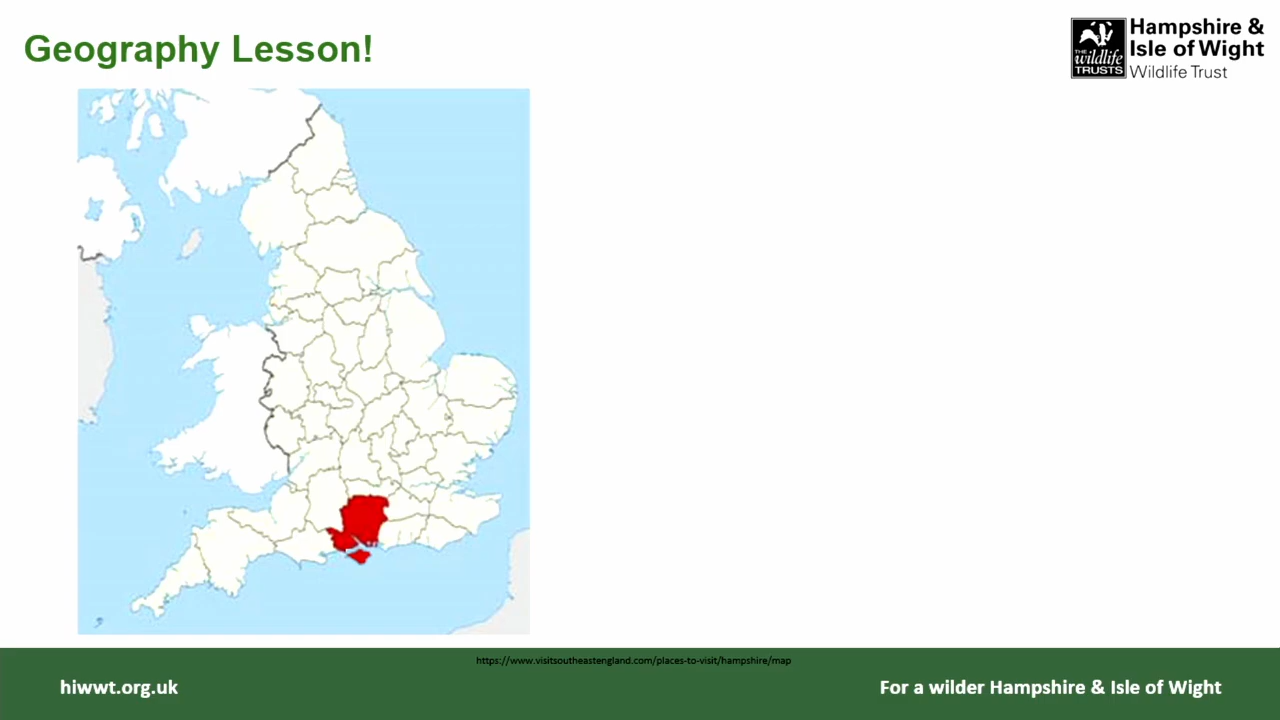 Geography Lesson!
THE
wildlife
TRUSTS
Hampshire &
Isle of Wight
Wildlife Trust
https://www.visitsoutheastengland.com/places-to-visit/hampshire/map
hiwwt.org.uk
For a wilder Hampshire & Isle of Wight